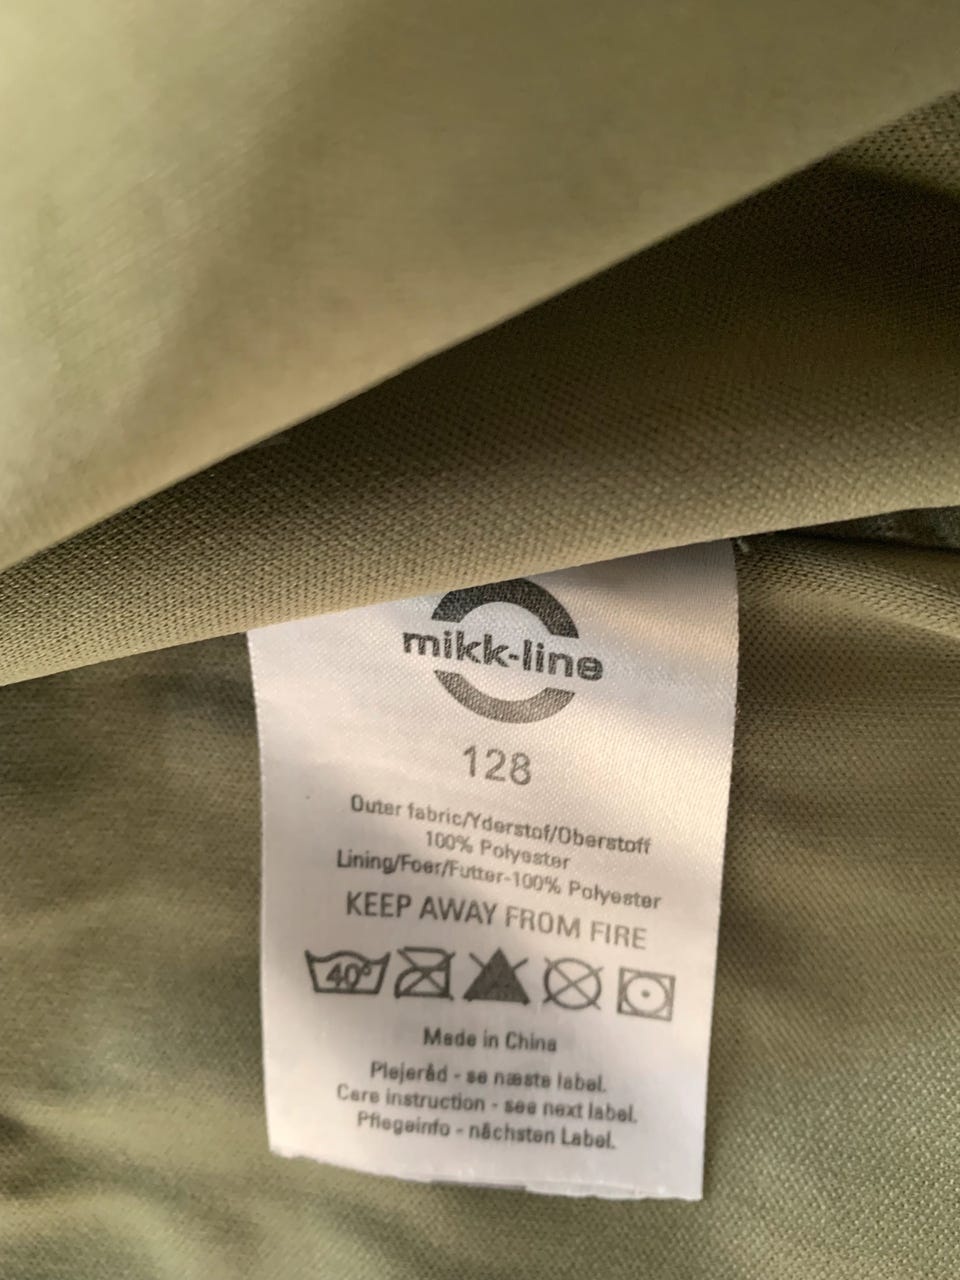 mikk-line
128
Outer fabric/Yderstof/Oberstoff
100% Polyester
Lining/Foer/Futter-100% Polyester
KEEP AWAY FROM FIRE
40°
Made in China
Plejeråd - se næste label.
Care instruction - see next label.
Pflegeinfo - nächsten Label.